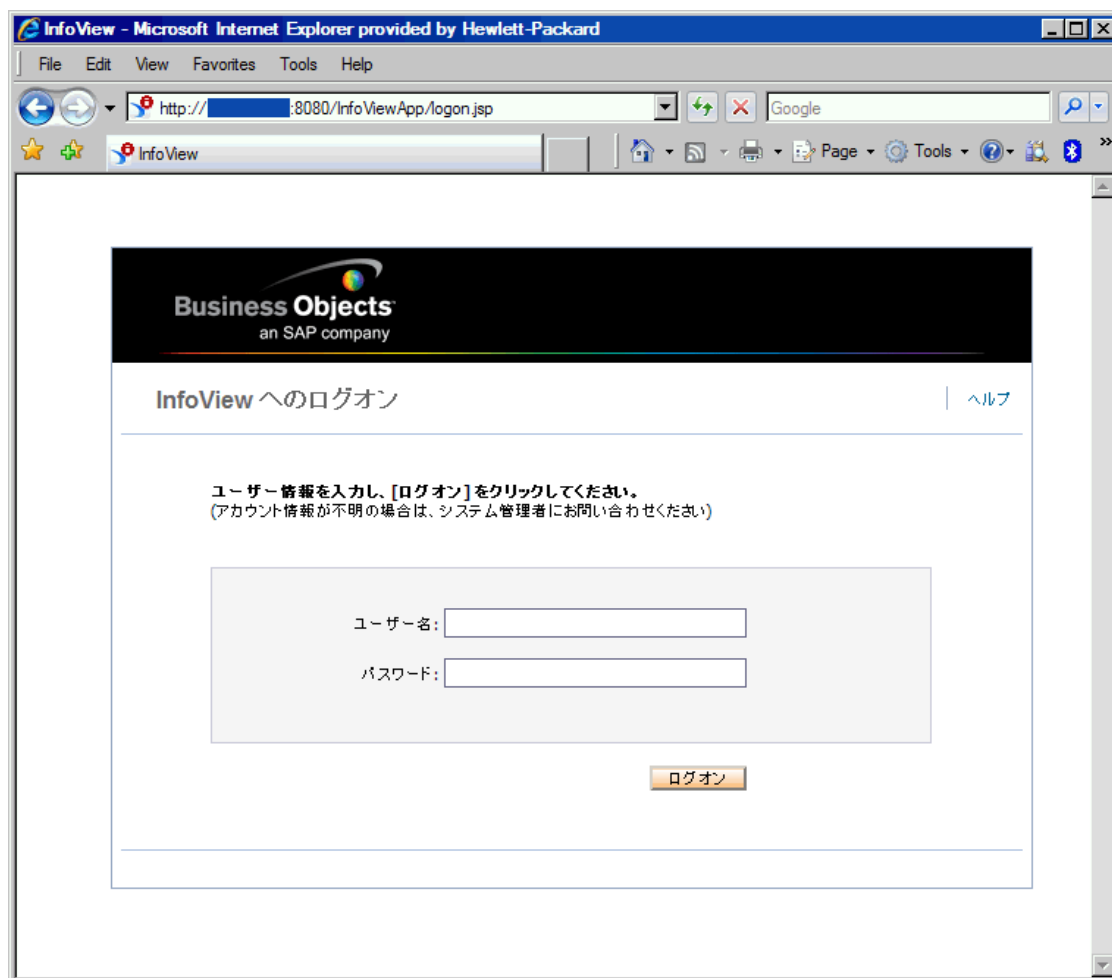 InfoView - Microsoft Internet Explorer provided by Hewlett-Packard
File Edit View Favorites Tools Help
http:// :8080/InfoViewApp/logon.jsp Google
InfoView Page Tools »
Business Objects
an SAP company
InfoView へのログオン ヘルプ
ユーザー情報を入力し、[ログオン]をクリックしてください。
(アカウント情報が不明の場合は、システム管理者にお問い合わせください)
ユーザー名:
パスワード:
ログオン